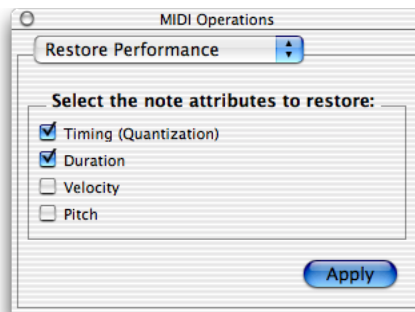 MIDI Operations
Restore Performance
Select the note attributes to restore:
Timing (Quantization)
Duration
Velocity
Pitch
Apply